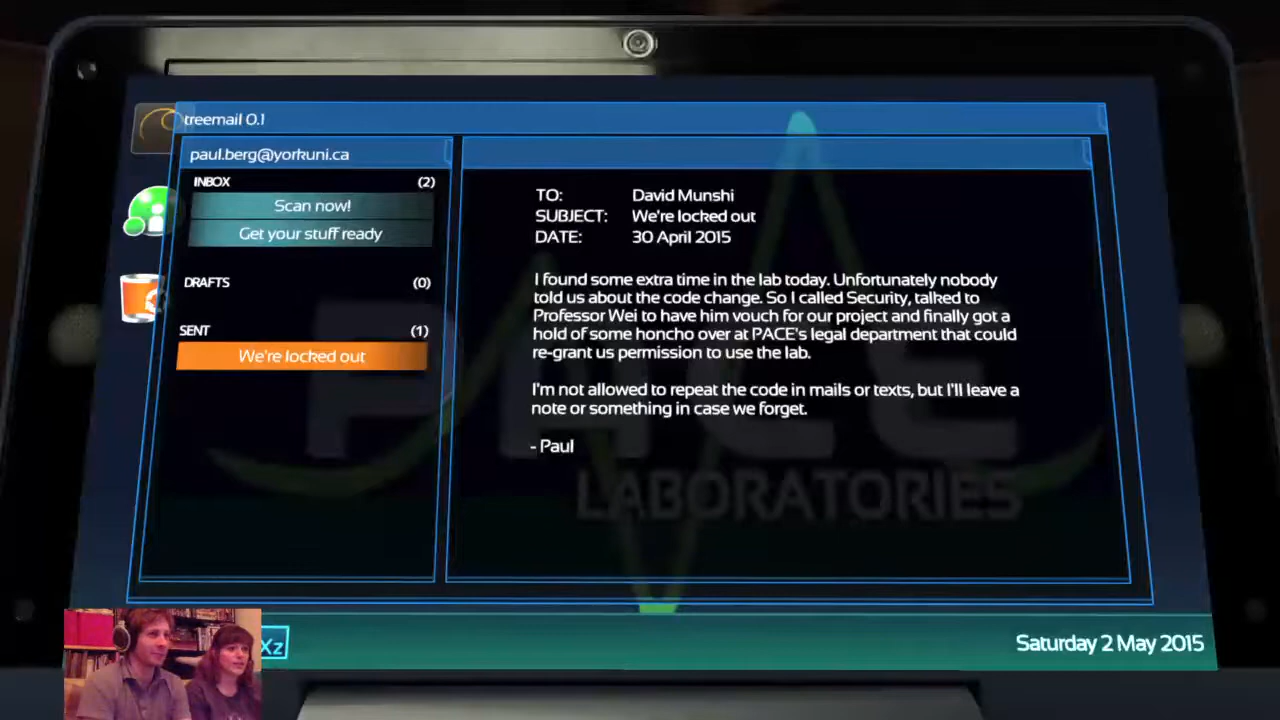 treemail 0.1
paul.berg@yorkuni.ca
INBOX (2)
Scan now!
Get your stuff ready
DRAFTS (0)
SENT (1)
We're locked out
TO: David Munshi
SUBJECT: We're locked out
DATE: 30 April 2015
I found some extra time in the lab today. Unfortunately nobody
told us about the code change. So I called Security, talked to
Professor Wei to have him vouch for our project and finally got a
hold of some honcho over at PACE's legal department that could
re-grant us permission to use the lab.
I'm not allowed to repeat the code in mails or texts, but I'll leave a
note or something in case we forget.
- Paul
PACE
LABORATORIES
Saturday 2 May 2015